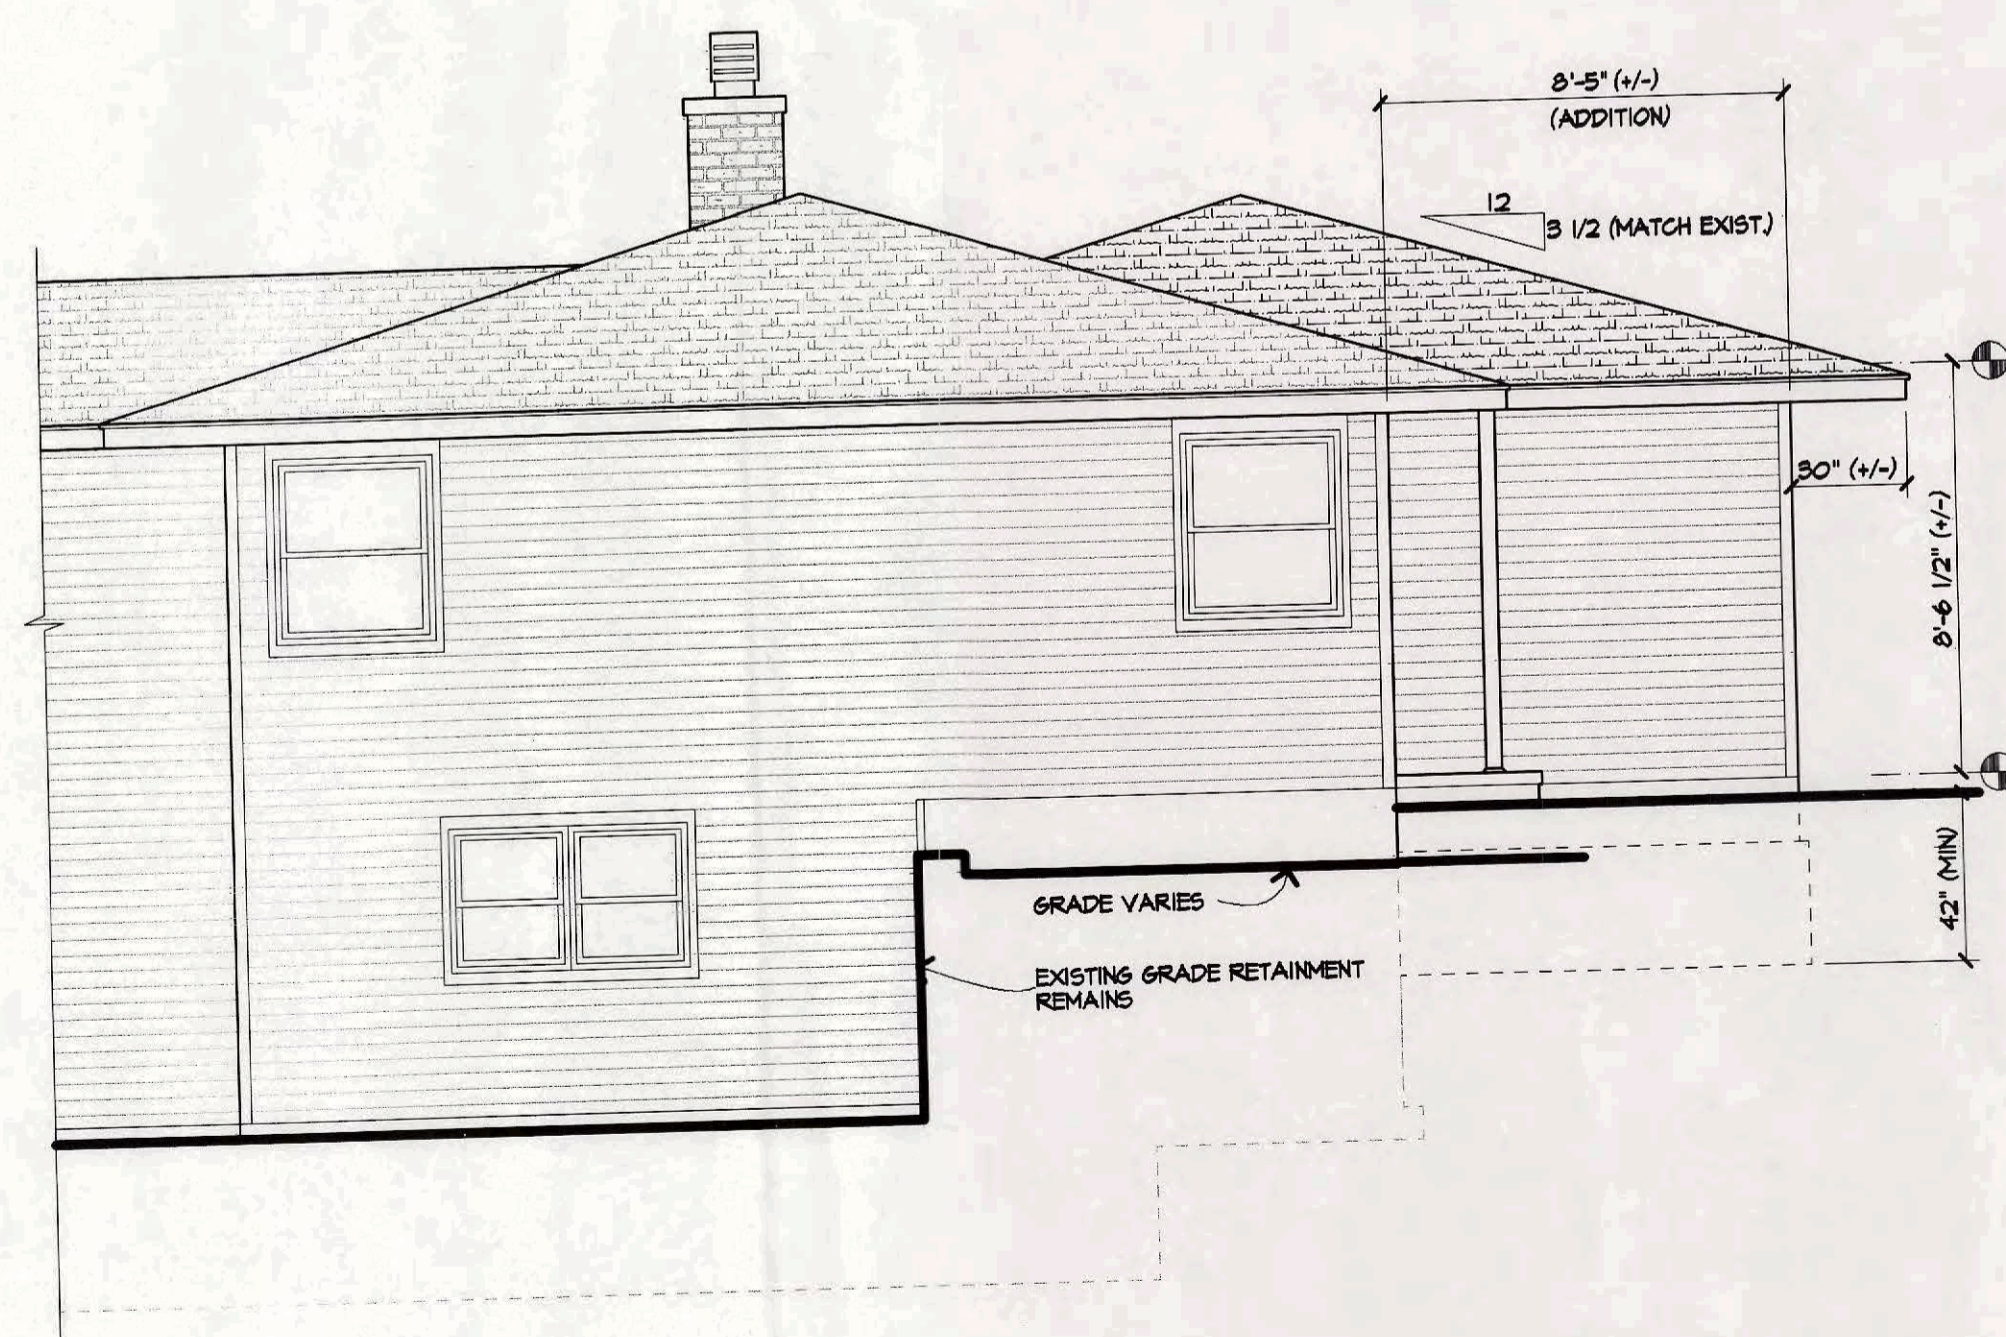 8'-5" (+/-)
(ADDITION)
12
3 1/2 (MATCH EXIST.)
30" (+/-)
8'-6 1/2" (+/-)
42" (MIN)
GRADE VARIES
EXISTING GRADE RETAINMENT
REMAINS